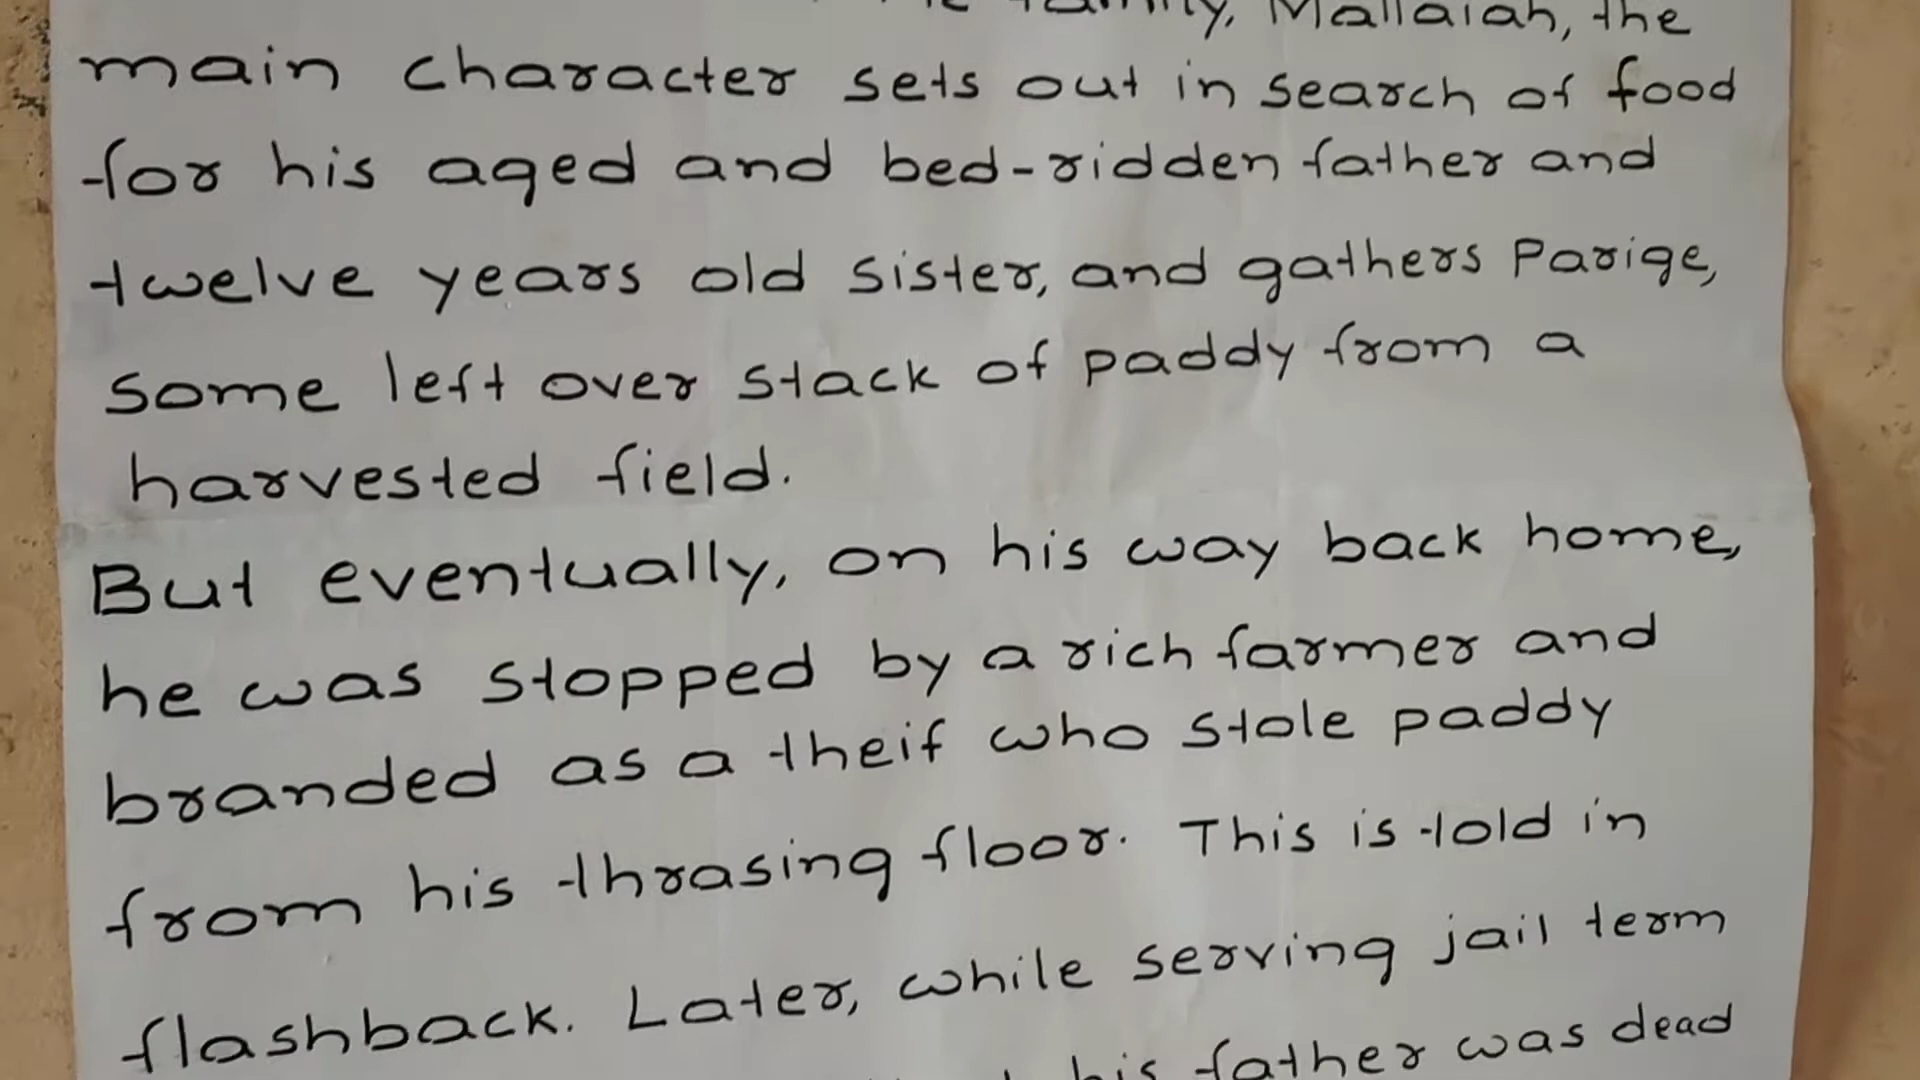 family, Mallaiah, the
main character sets out in search of food
for his aged and bed-ridden father and
twelve years old sister, and gathers Parige,
some left over stack of paddy from a
harvested field.
But eventually, on his way back home,
he was stopped by a rich farmer and
branded as a theif who stole paddy
from his thrasing floor. This is told in
flashback. Later, while serving jail term
his father was dead